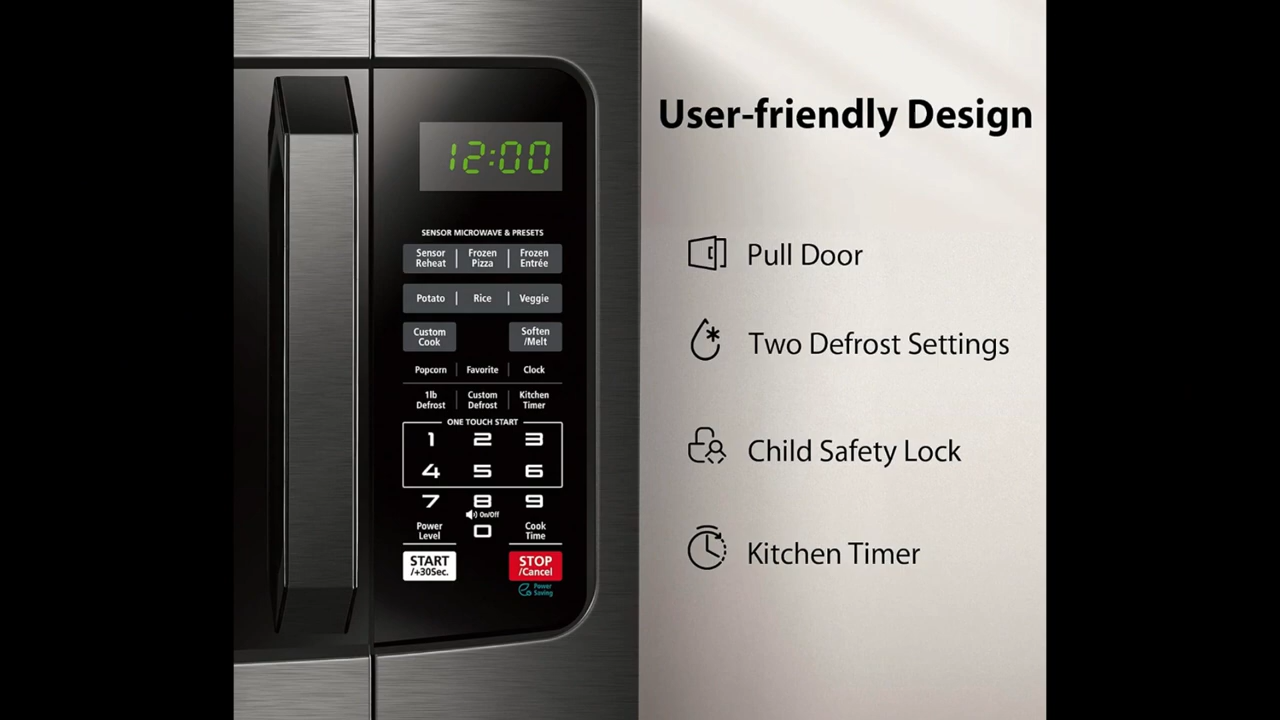 12:00
SENSOR MICROWAVE & PRESETS
Sensor Reheat | Frozen Pizza | Frozen Entrée
Potato | Rice | Veggie
Custom Cook
Soften /Melt
Popcorn | Favorite | Clock
1lb Defrost | Custom Defrost | Kitchen Timer
ONE TOUCH START
1 2 3
4 5 6
7 8 9
On/Off
Power Level 0 Cook Time
START /+30Sec.
STOP /Cancel
Power Saving
User-friendly Design
Pull Door
Two Defrost Settings
Child Safety Lock
Kitchen Timer